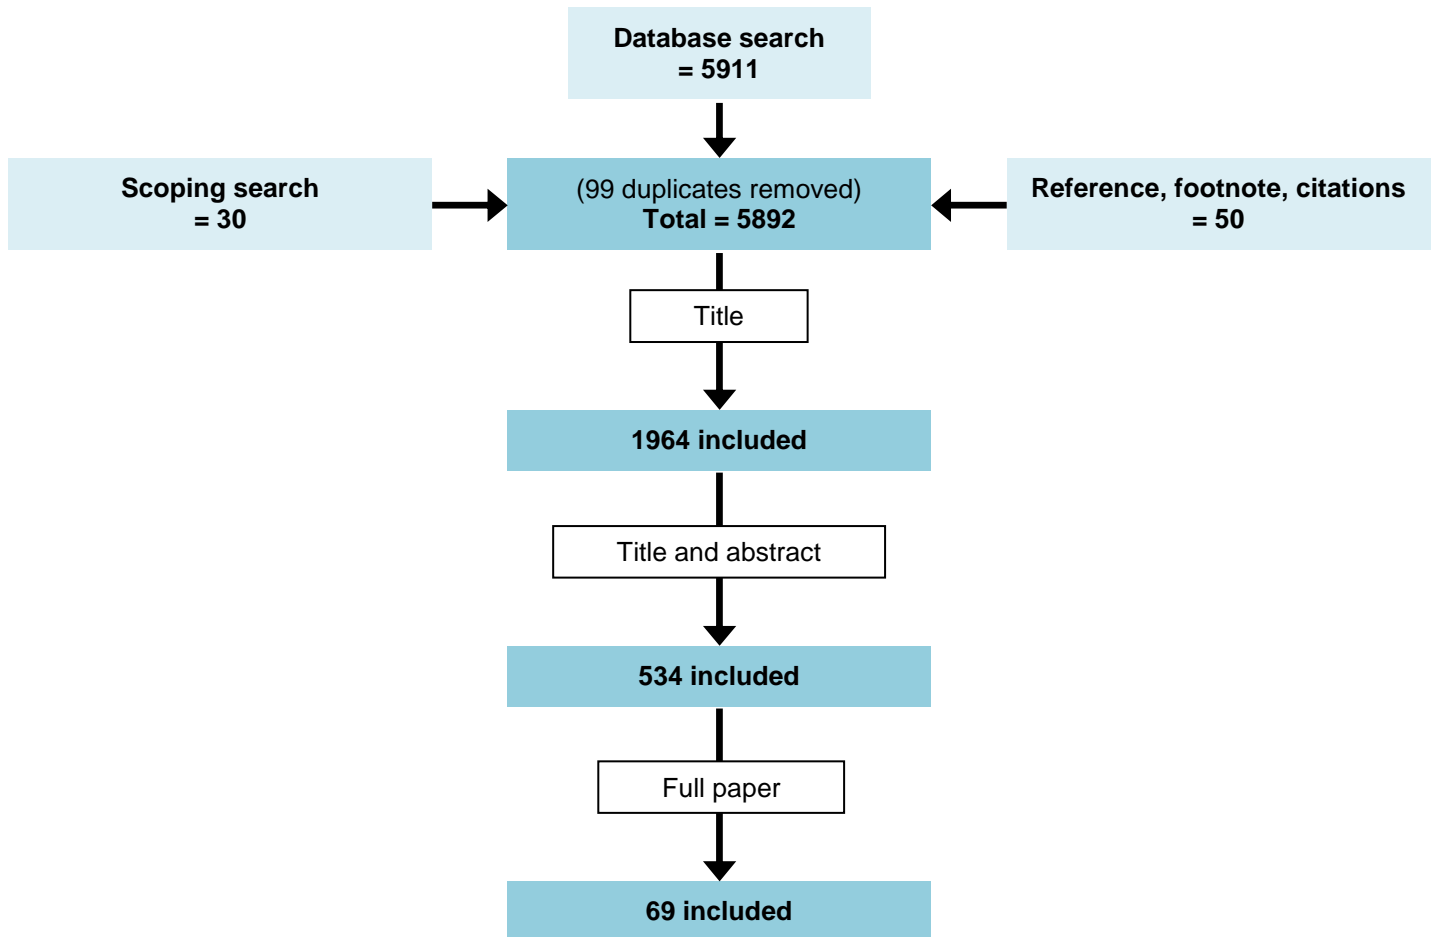 Database search
= 5911
Scoping search
= 30
(99 duplicates removed)
Total = 5892
Reference, footnote, citations
= 50
Title
1964 included
Title and abstract
534 included
Full paper
69 included